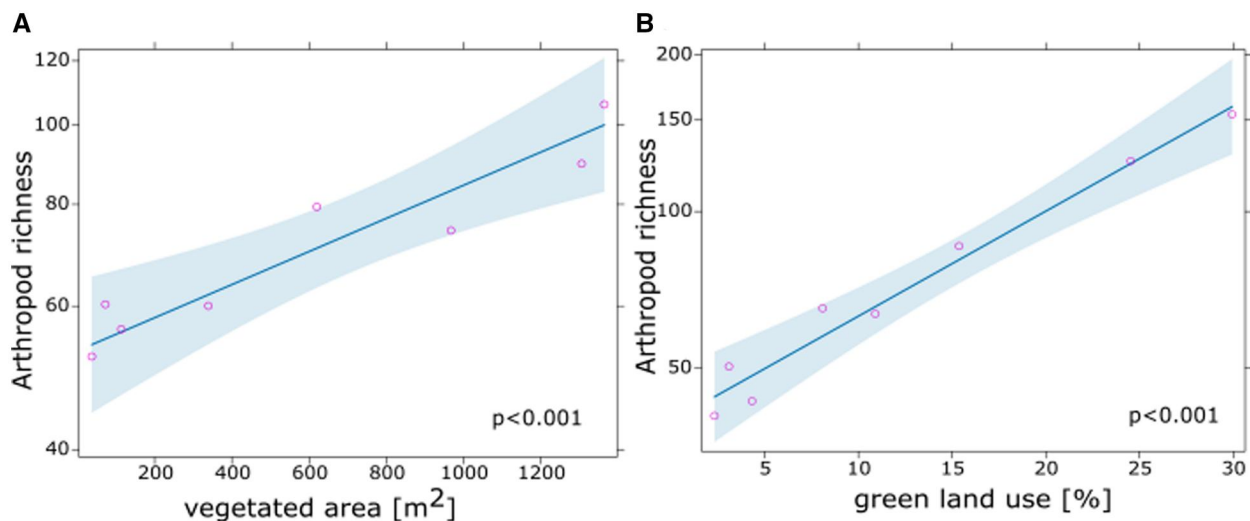 A
120
100
80
60
40
Arthropod richness
p<0.001
200 400 600 800 1000 1200
vegetated area [m²]
B
200
150
100
50
Arthropod richness
p<0.001
5 10 15 20 25 30
green land use [%]